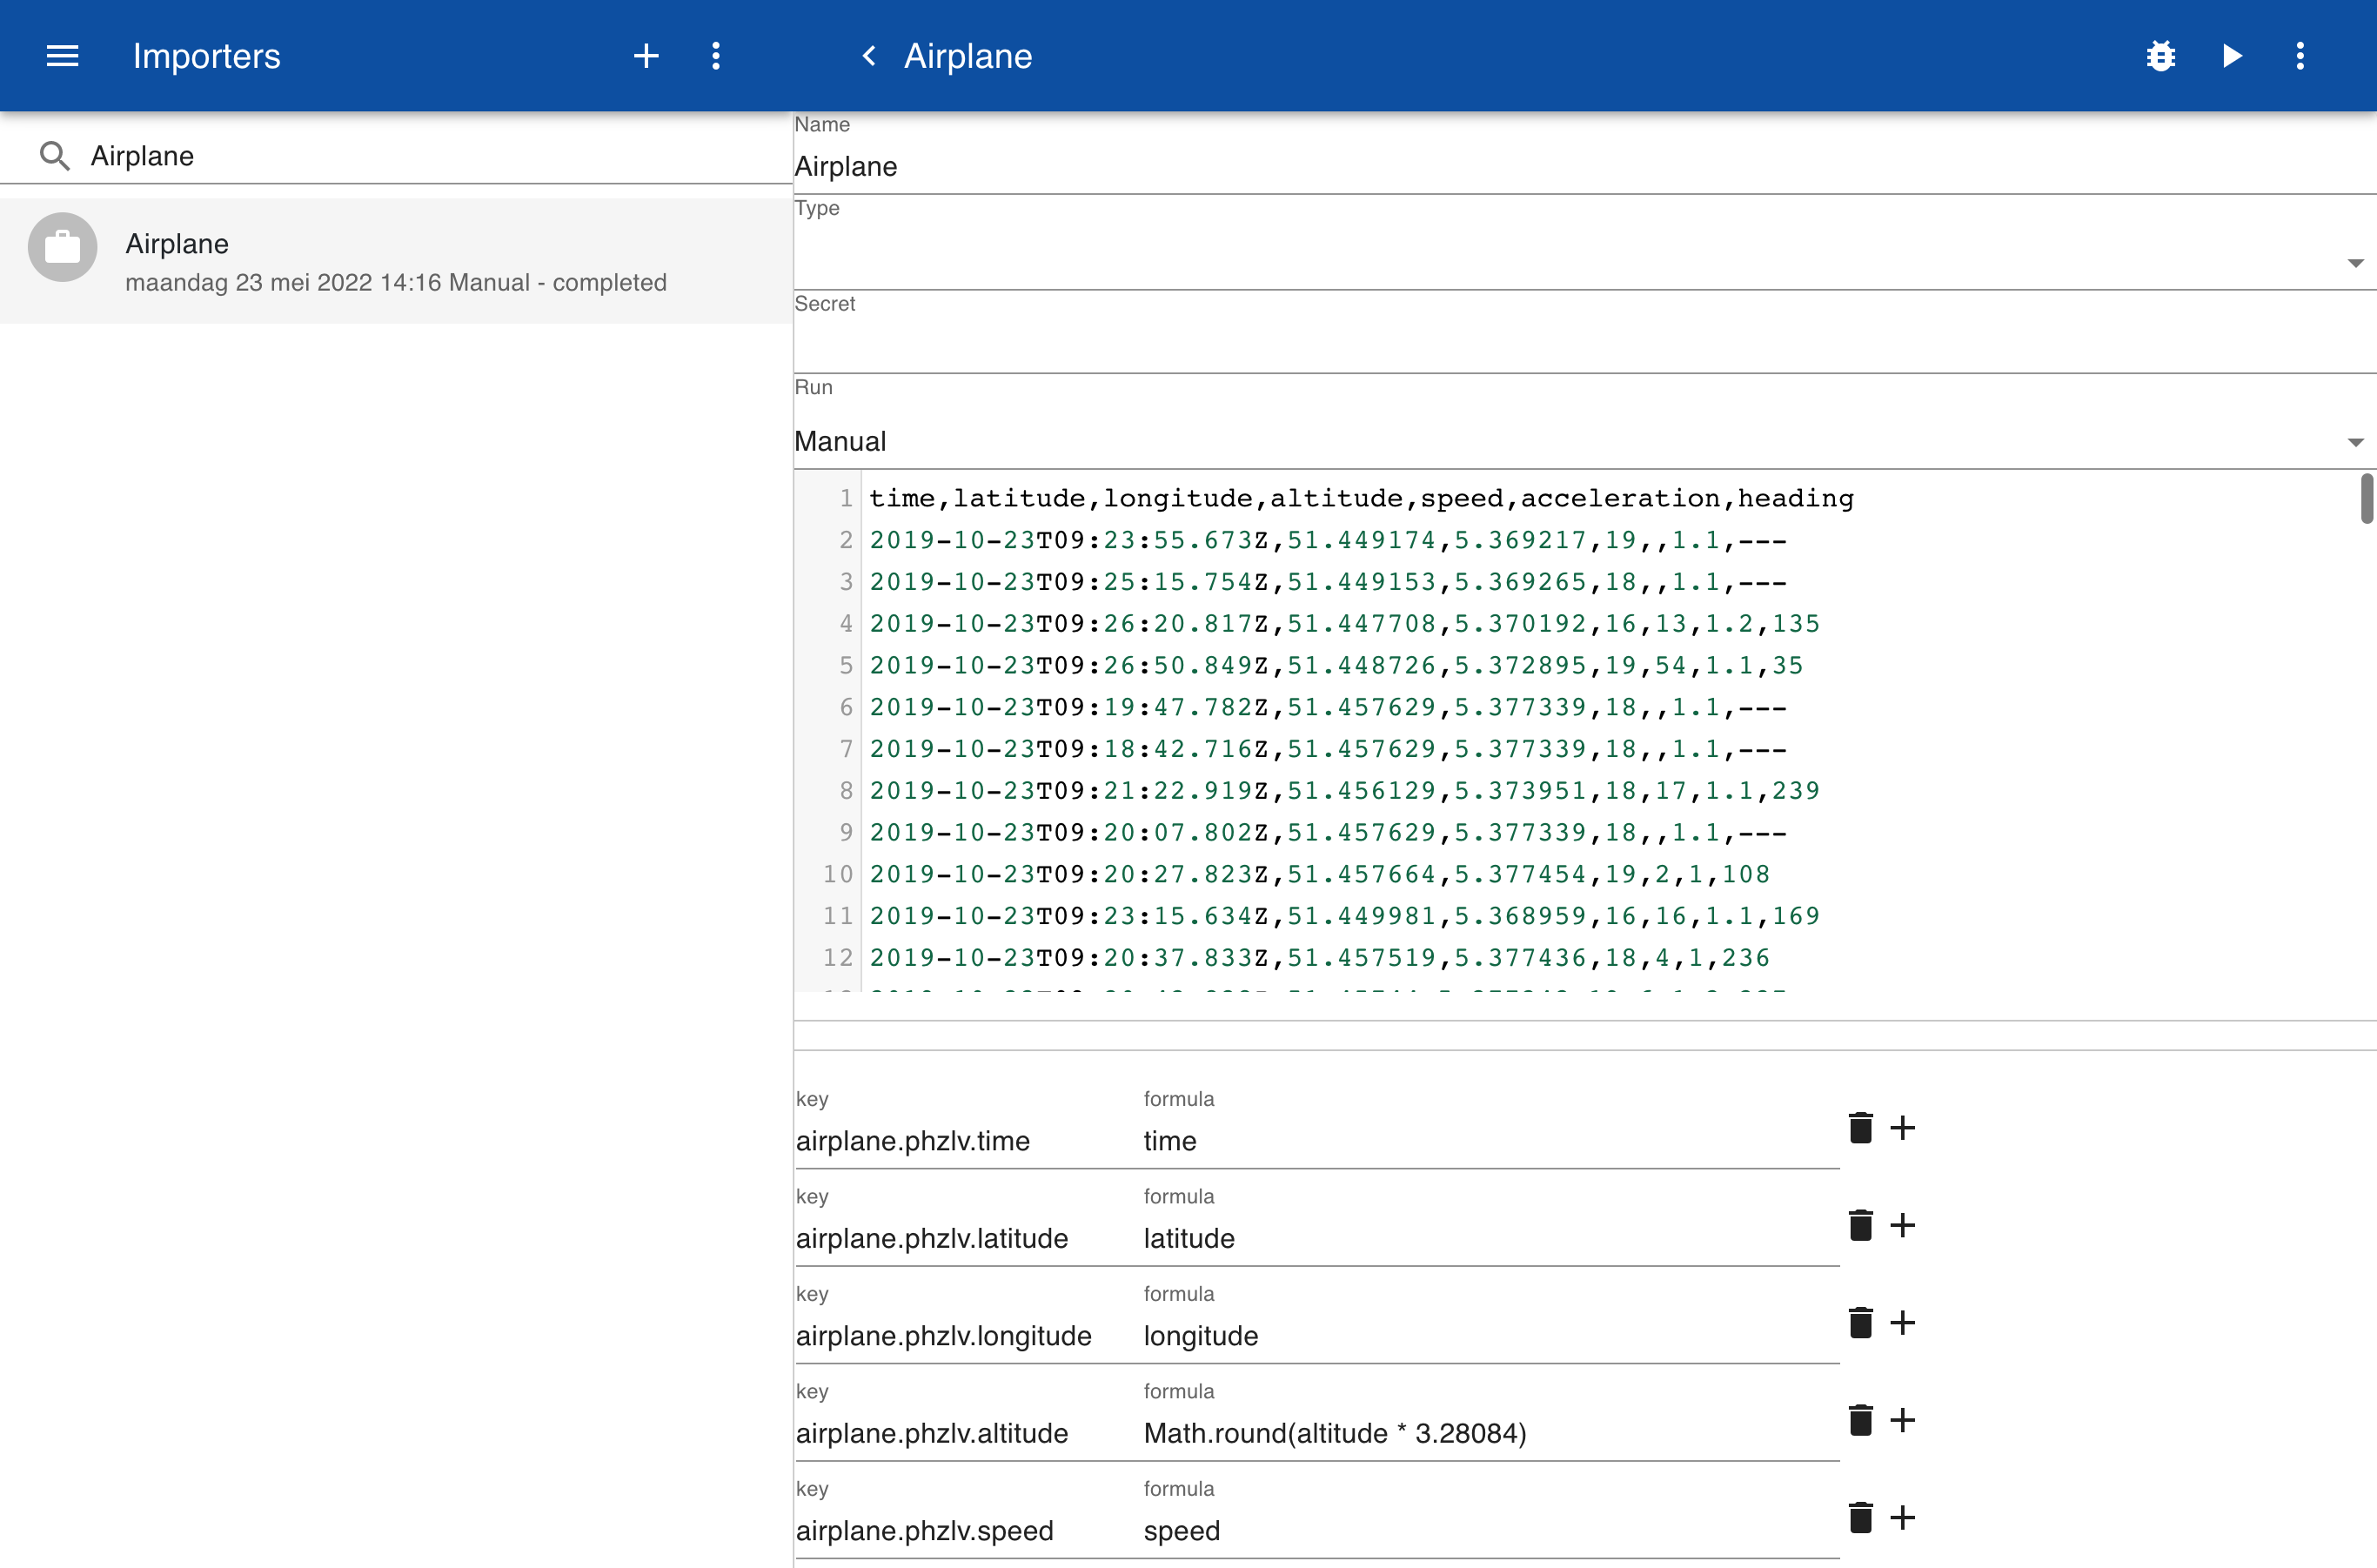 Importers
Airplane
Airplane
Airplane
maandag 23 mei 2022 14:16 Manual - completed
Name
Airplane
Type
Secret
Run
Manual
1 time,latitude,longitude,altitude,speed,acceleration,heading
2 2019-10-23T09:23:55.673Z,51.449174,5.369217,19,,1.1,---
3 2019-10-23T09:25:15.754Z,51.449153,5.369265,18,,1.1,---
4 2019-10-23T09:26:20.817Z,51.447708,5.370192,16,13,1.2,135
5 2019-10-23T09:26:50.849Z,51.448726,5.372895,19,54,1.1,35
6 2019-10-23T09:19:47.782Z,51.457629,5.377339,18,,1.1,---
7 2019-10-23T09:18:42.716Z,51.457629,5.377339,18,,1.1,---
8 2019-10-23T09:21:22.919Z,51.456129,5.373951,18,17,1.1,239
9 2019-10-23T09:20:07.802Z,51.457629,5.377339,18,,1.1,---
10 2019-10-23T09:20:27.823Z,51.457664,5.377454,19,2,1,108
11 2019-10-23T09:23:15.634Z,51.449981,5.368959,16,16,1.1,169
12 2019-10-23T09:20:37.833Z,51.457519,5.377436,18,4,1,236
key formula
airplane.phzlv.time time
key formula
airplane.phzlv.latitude latitude
key formula
airplane.phzlv.longitude longitude
key formula
airplane.phzlv.altitude Math.round(altitude * 3.28084)
key formula
airplane.phzlv.speed speed